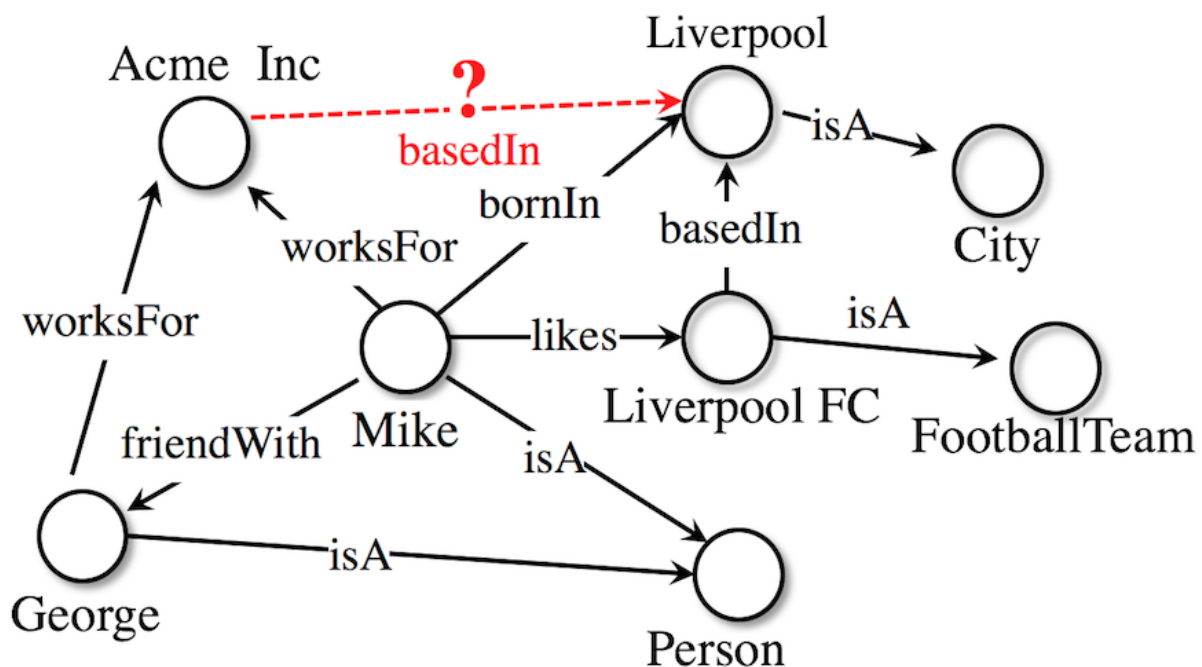 Liverpool
Acme Inc
?
basedIn
isA
bornIn
basedIn
City
worksFor
worksFor
likes
isA
Liverpool FC
FootballTeam
Mike
friendWith
isA
isA
George
Person